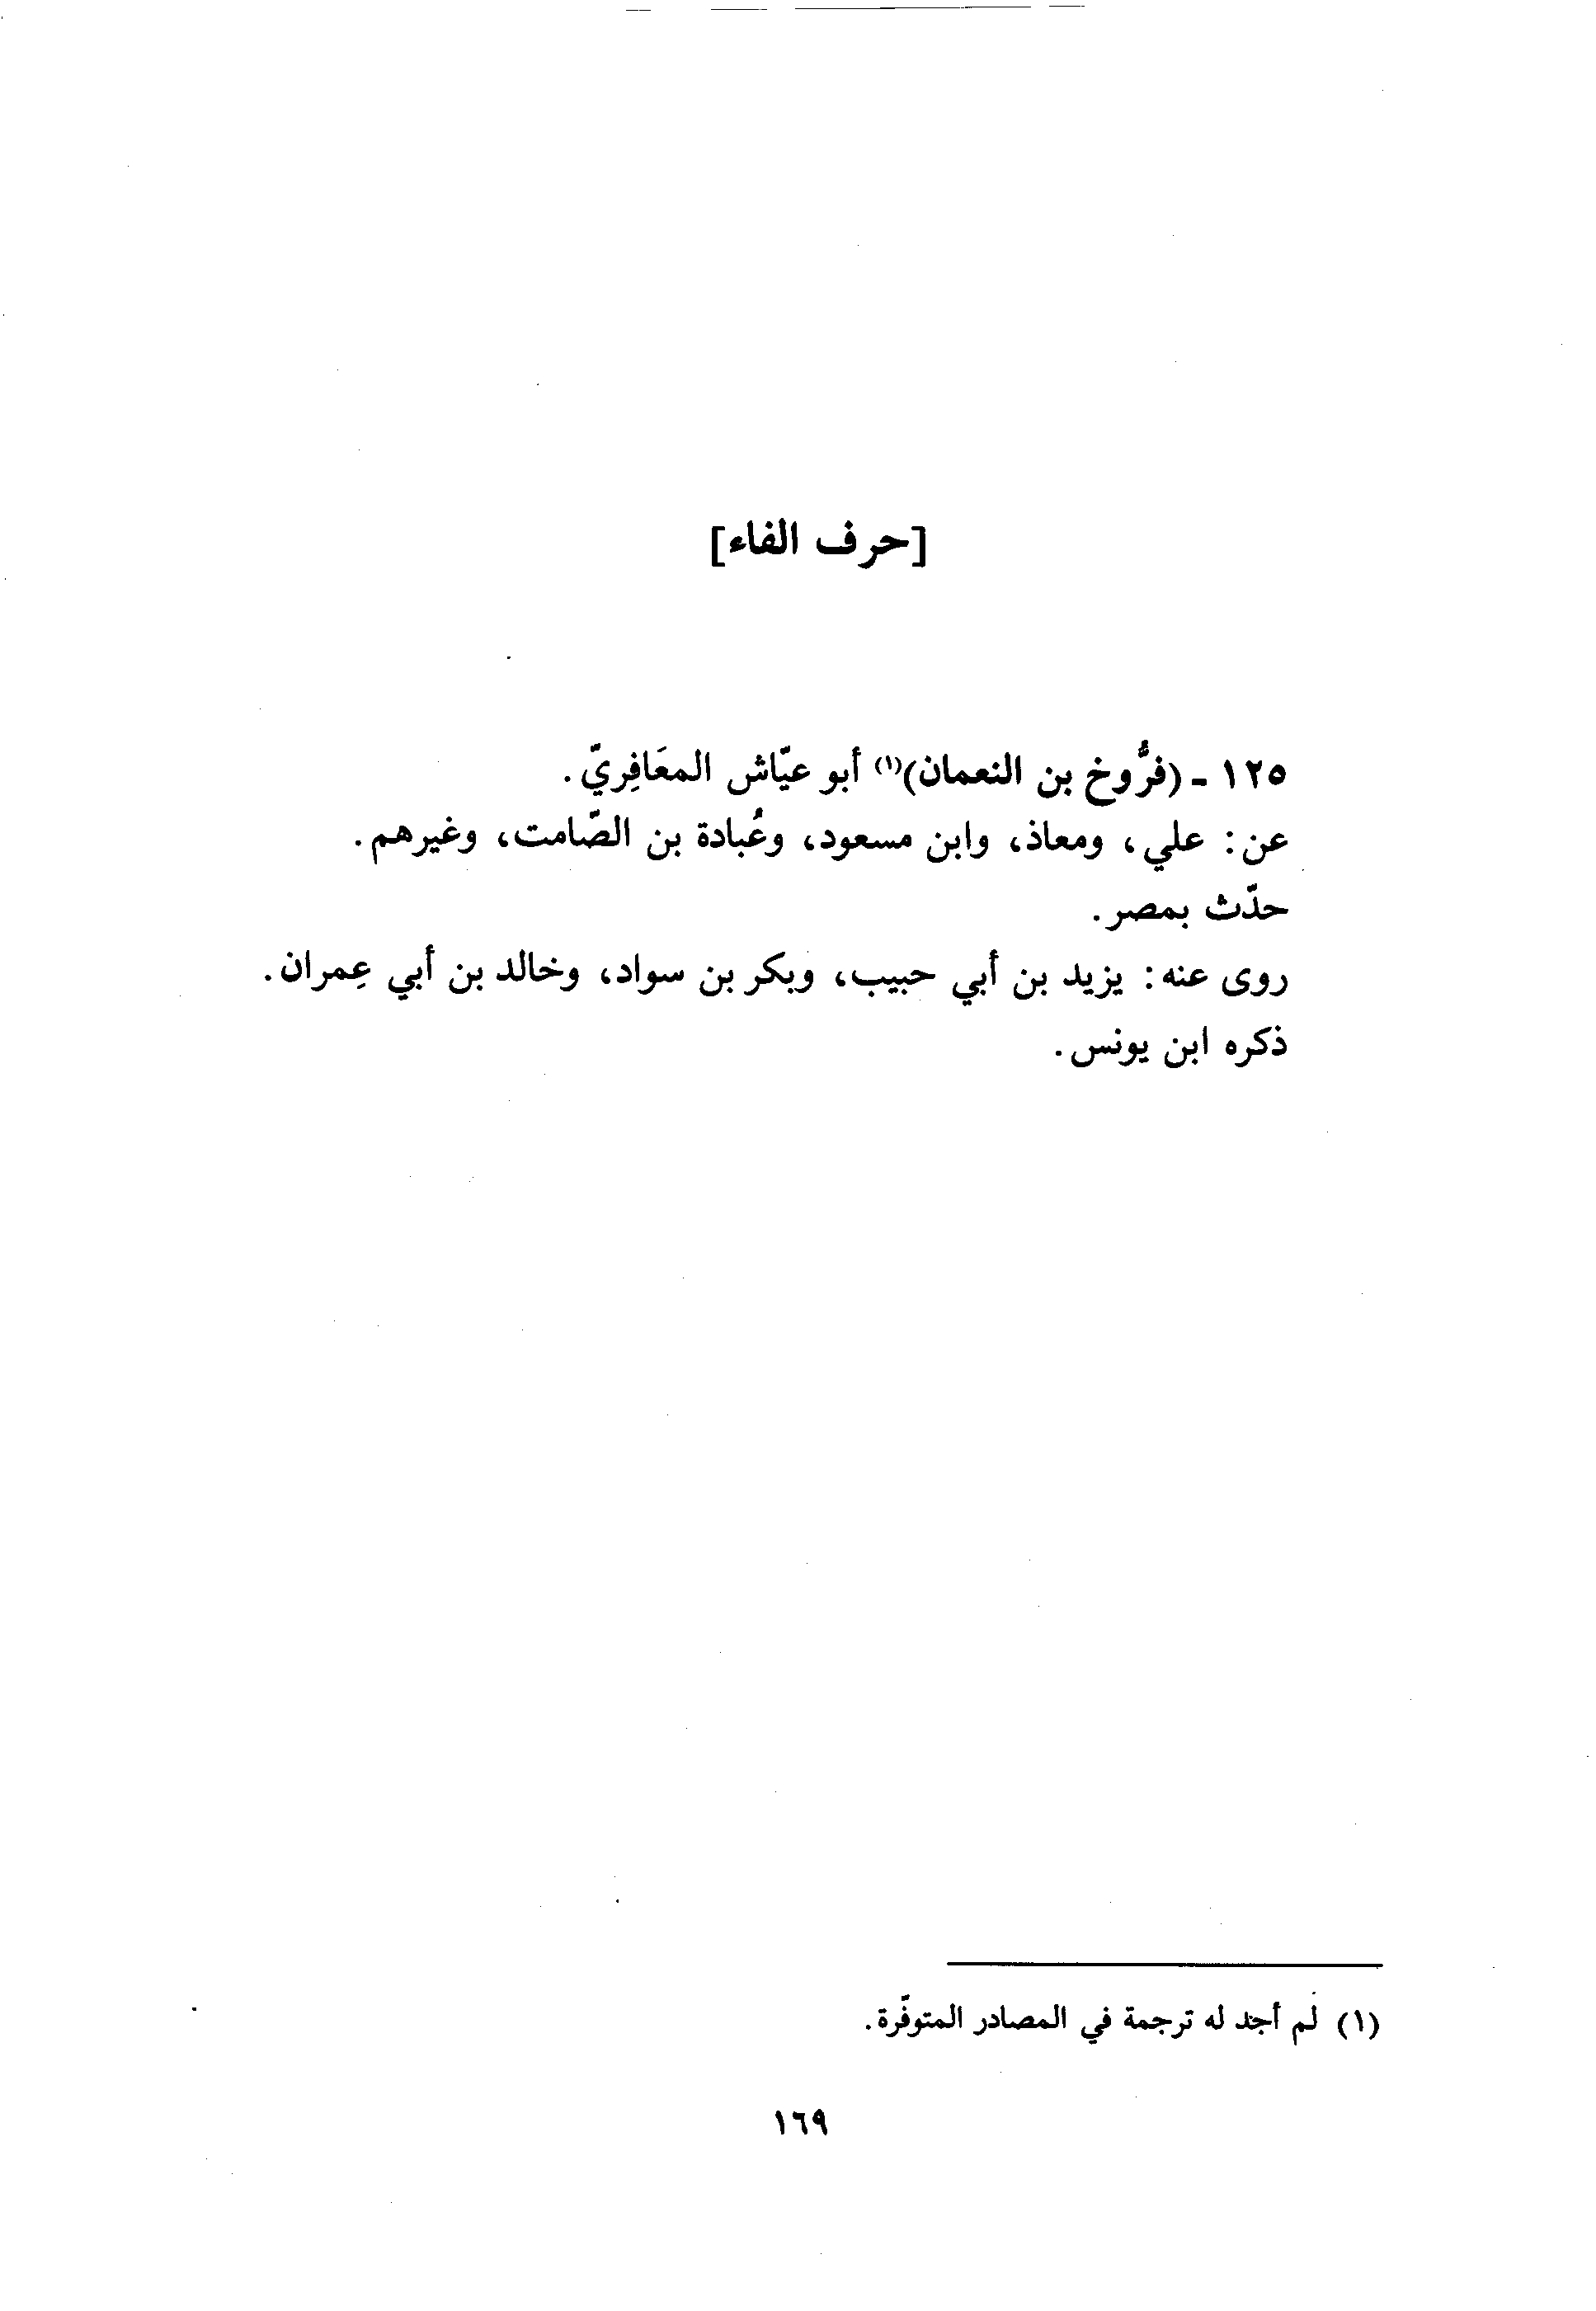 [حرف الفاء]
١٢٥ - (فرُّوخ بن النعمان)(١) أبو عيّاش المعَافِريّ.
عن: علي، ومعاذ، وابن مسعود، وعُبادة بن الصّامت، وغيرهم.
حدّث بمصر.
روى عنه: يزيد بن أبي حبيب، وبكر بن سواد، وخالد بن أبي عِمران.
ذكره ابن يونس.
(١) لم أجد له ترجمة في المصادر المتوفّرة.
١٦٩